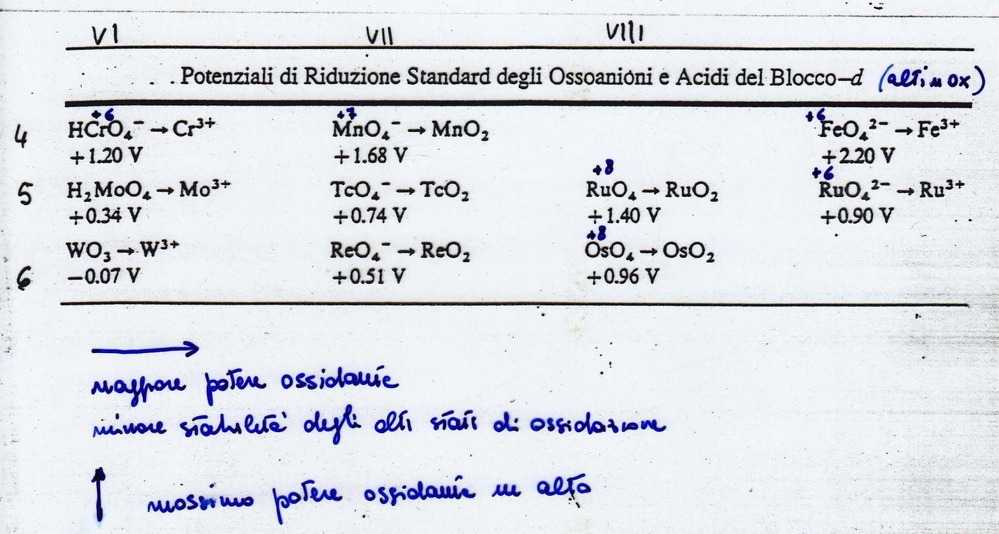 VI VII VIII
Potenziali di Riduzione Standard degli Ossoanioni e Acidi del Blocco–d (alti n ox)
+6 +7 +6
4 HCrO₄⁻ → Cr³⁺ MnO₄⁻ → MnO₂ FeO₄²⁻ → Fe³⁺
+1.20 V +1.68 V +2.20 V
+8 +6
5 H₂MoO₄ → Mo³⁺ TcO₄⁻ → TcO₂ RuO₄ → RuO₂ RuO₄²⁻ → Ru³⁺
+0.34 V +0.74 V +1.40 V +0.90 V
+8
WO₃ → W³⁺ ReO₄⁻ → ReO₂ OsO₄ → OsO₂
6 −0.07 V +0.51 V +0.96 V
→
maggiore potere ossidante
minore stabilità degli alti stati di ossidazione
↑ massimo potere ossidante in alto